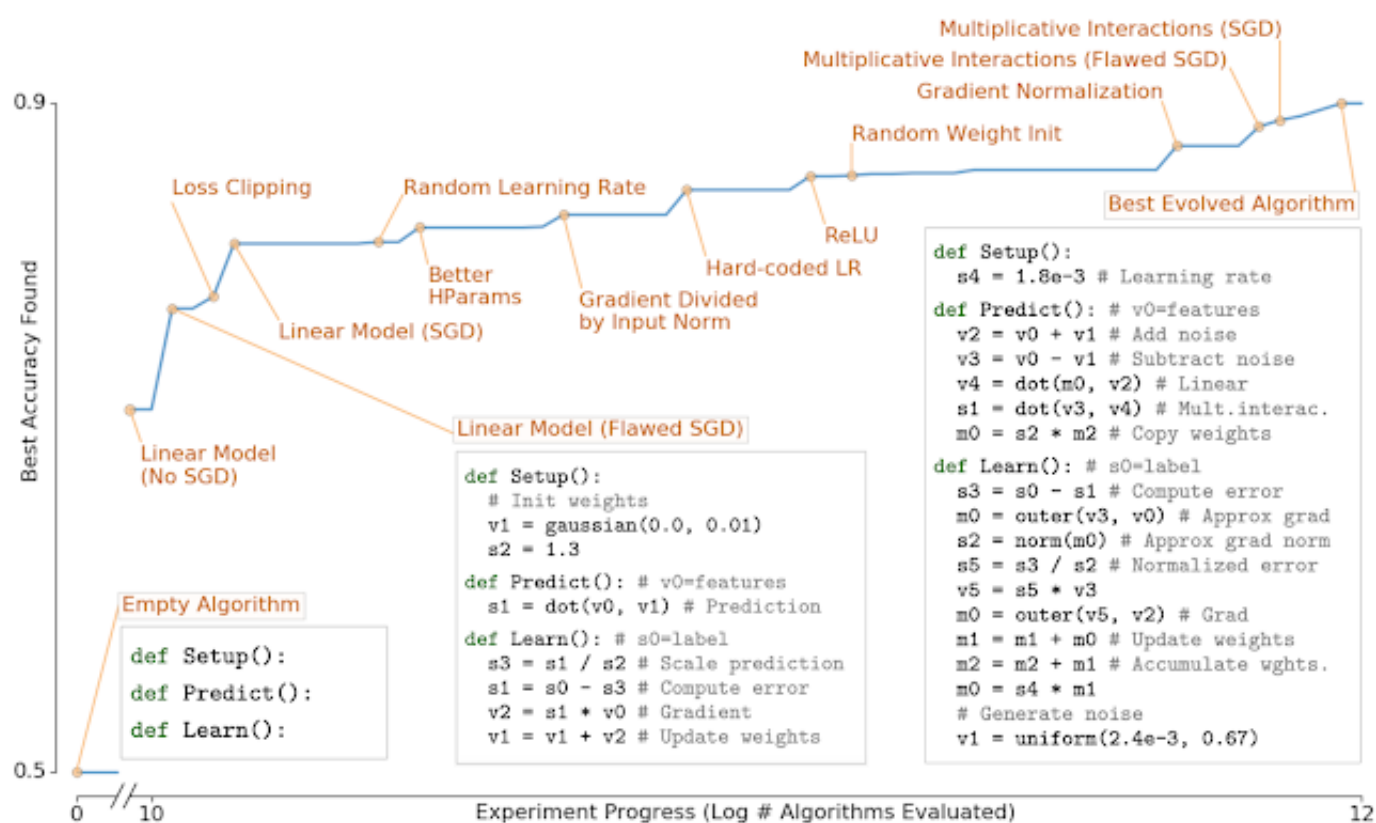 Multiplicative Interactions (SGD)
Multiplicative Interactions (Flawed SGD)
Gradient Normalization
0.9
Random Weight Init
Loss Clipping
Random Learning Rate
Best Evolved Algorithm
ReLU
Hard-coded LR
Better
HParams
Gradient Divided
by Input Norm
Linear Model (SGD)
Best Accuracy Found
Linear Model
(No SGD)
Linear Model (Flawed SGD)
def Setup():
# Init weights
v1 = gaussian(0.0, 0.01)
s2 = 1.3
def Predict(): # v0=features
s1 = dot(v0, v1) # Prediction
def Learn(): # s0=label
s3 = s1 / s2 # Scale prediction
s1 = s0 - s3 # Compute error
v2 = s1 * v0 # Gradient
v1 = v1 + v2 # Update weights
def Setup():
s4 = 1.8e-3 # Learning rate
def Predict(): # v0=features
v2 = v0 + v1 # Add noise
v3 = v0 - v1 # Subtract noise
v4 = dot(m0, v2) # Linear
s1 = dot(v3, v4) # Mult.interac.
m0 = s2 * m2 # Copy weights
def Learn(): # s0=label
s3 = s0 - s1 # Compute error
m0 = outer(v3, v0) # Approx grad
s2 = norm(m0) # Approx grad norm
s5 = s3 / s2 # Normalized error
v5 = s5 * v3
m0 = outer(v5, v2) # Grad
m1 = m1 + m0 # Update weights
m2 = m2 + m1 # Accumulate wghts.
m0 = s4 * m1
# Generate noise
v1 = uniform(2.4e-3, 0.67)
Empty Algorithm
def Setup():
def Predict():
def Learn():
0.5
0
10
Experiment Progress (Log # Algorithms Evaluated)
12